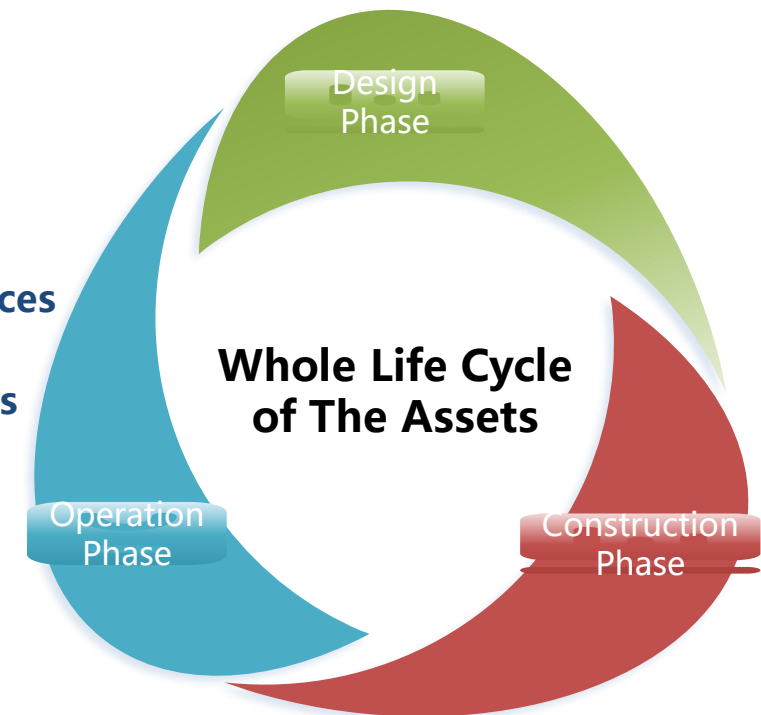 Design
Phase
ces
s
Whole Life Cycle
of The Assets
Operation
Phase
Construction
Phase